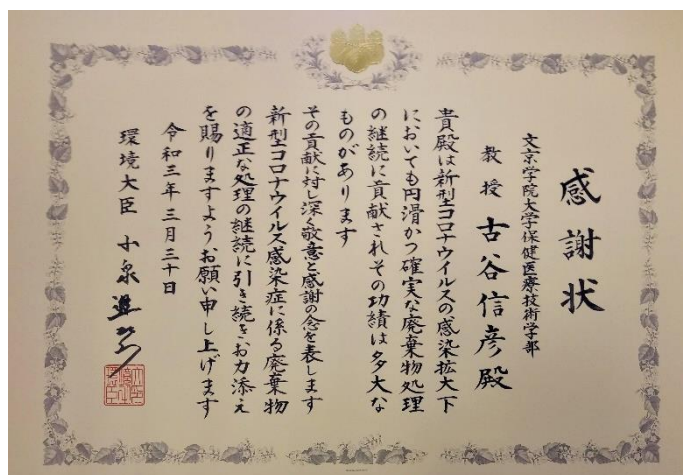 感謝状
文京学院大学保健医療技術学部
教授 古谷信彦殿
貴殿は新型コロナウイルスの感染拡大下
においても円滑かつ確実な廃棄物処理
の継続に貢献されその功績は多大な
ものがあります
その貢献に対し深く敬意と感謝の念を表します
新型コロナウイルス感染症に係る廃棄物
の適正な処理の継続に引き続きお力添え
を賜りますようお願い申し上げます
令和三年三月三十日
環境大臣 小泉進次郎